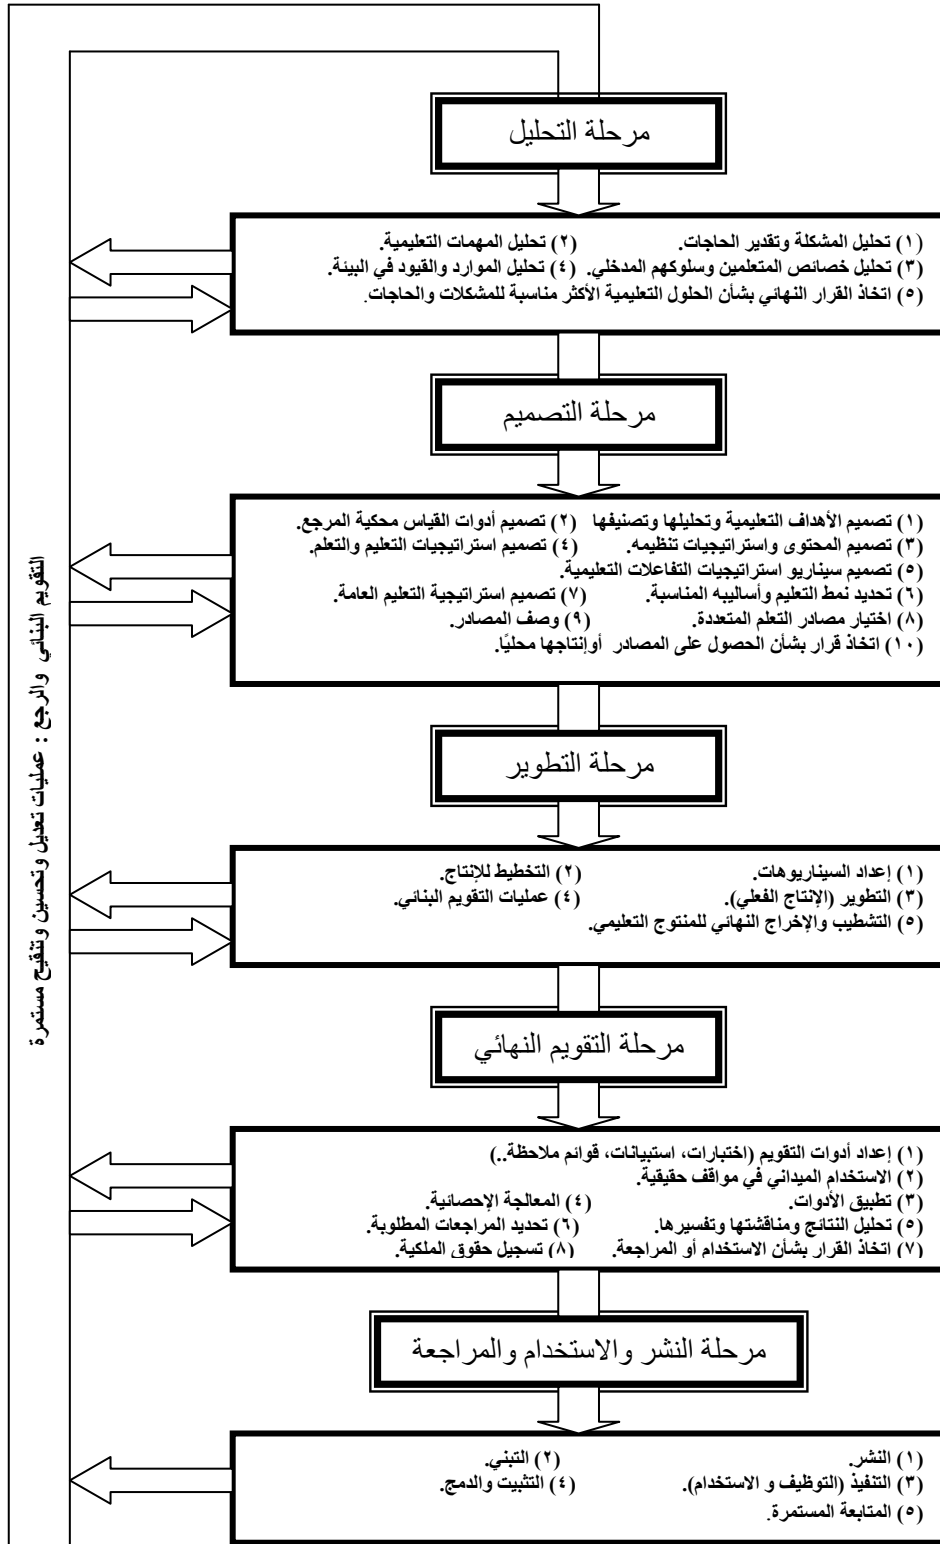 مرحلة التحليل
(١) تحليل المشكلة وتقدير الحاجات. (٢) تحليل المهمات التعليمية.
(٣) تحليل خصائص المتعلمين وسلوكهم المدخلي. (٤) تحليل الموارد والقيود في البيئة.
(٥) اتخاذ القرار النهائي بشأن الحلول التعليمية الأكثر مناسبة للمشكلات والحاجات.
مرحلة التصميم
(١) تصميم الأهداف التعليمية وتحليلها وتصنيفها (٢) تصميم أدوات القياس محكية المرجع.
(٣) تصميم المحتوى واستراتيجيات تنظيمه. (٤) تصميم استراتيجيات التعليم والتعلم.
(٥) تصميم سيناريو استراتيجيات التفاعلات التعليمية.
(٦) تحديد نمط التعليم وأساليبه المناسبة. (٧) تصميم استراتيجية التعليم العامة.
(٨) اختيار مصادر التعلم المتعددة. (٩) وصف المصادر.
(١٠) اتخاذ قرار بشأن الحصول على المصادر أوإنتاجها محليًا.
مرحلة التطوير
(١) إعداد السيناريوهات. (٢) التخطيط للإنتاج.
(٣) التطوير (الإنتاج الفعلي). (٤) عمليات التقويم البنائي.
(٥) التشطيب والإخراج النهائي للمنتوج التعليمي.
مرحلة التقويم النهائي
(١) إعداد أدوات التقويم (اختبارات، استبيانات، قوائم ملاحظة..)
(٢) الاستخدام الميداني في مواقف حقيقية.
(٣) تطبيق الأدوات. (٤) المعالجة الإحصائية.
(٥) تحليل النتائج ومناقشتها وتفسيرها. (٦) تحديد المراجعات المطلوبة.
(٧) اتخاذ القرار بشأن الاستخدام أو المراجعة. (٨) تسجيل حقوق الملكية.
مرحلة النشر والاستخدام والمراجعة
(١) النشر. (٢) التبني.
(٣) التنفيذ (التوظيف و الاستخدام). (٤) التثبيت والدمج.
(٥) المتابعة المستمرة.
التقويم البنائي والرجع : عمليات تعديل وتحسين وتنقيح مستمرة